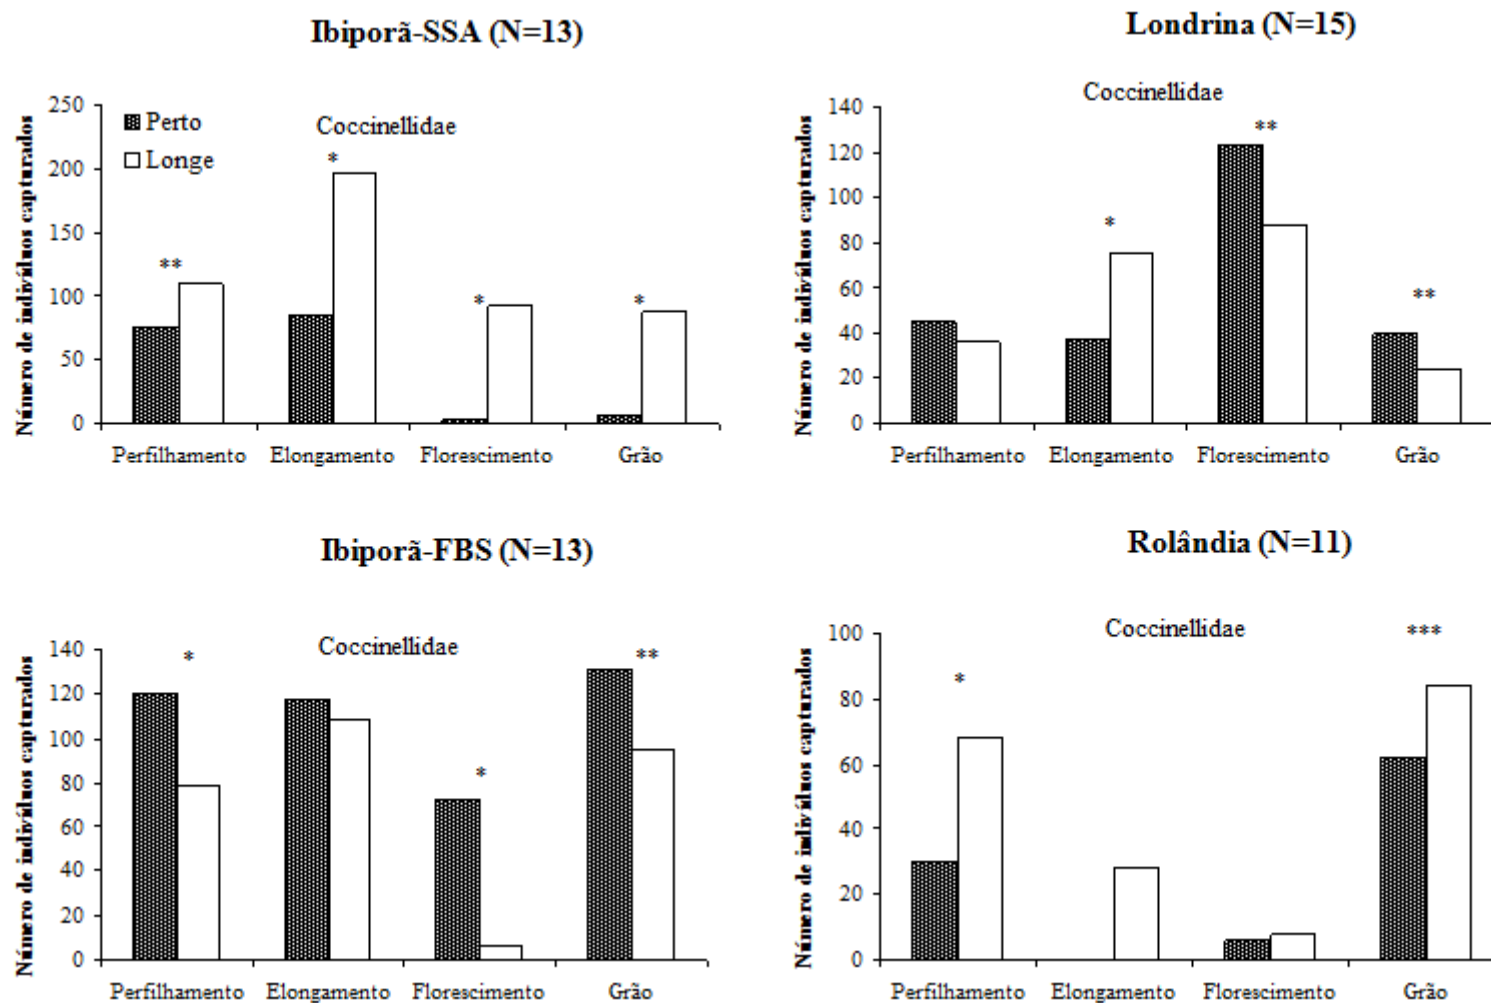 Ibiporã-SSA (N=13)
Número de indivíduos capturados
250
200
150
100
50
0
Perto
Longe
Coccinellidae
**
*
*
*
Perfilhamento Elongamento Florescimento Grão
Londrina (N=15)
Número de indivíduos capturados
140
120
100
80
60
40
20
0
Coccinellidae
*
**
**
Perfilhamento Elongamento Florescimento Grão
Ibiporã-FBS (N=13)
Número de indivíduos capturados
140
120
100
80
60
40
20
0
Coccinellidae
*
*
**
Perfilhamento Elongamento Florescimento Grão
Rolândia (N=11)
Número de indivíduos capturados
100
80
60
40
20
0
Coccinellidae
*
***
Perfilhamento Elongamento Florescimento Grão